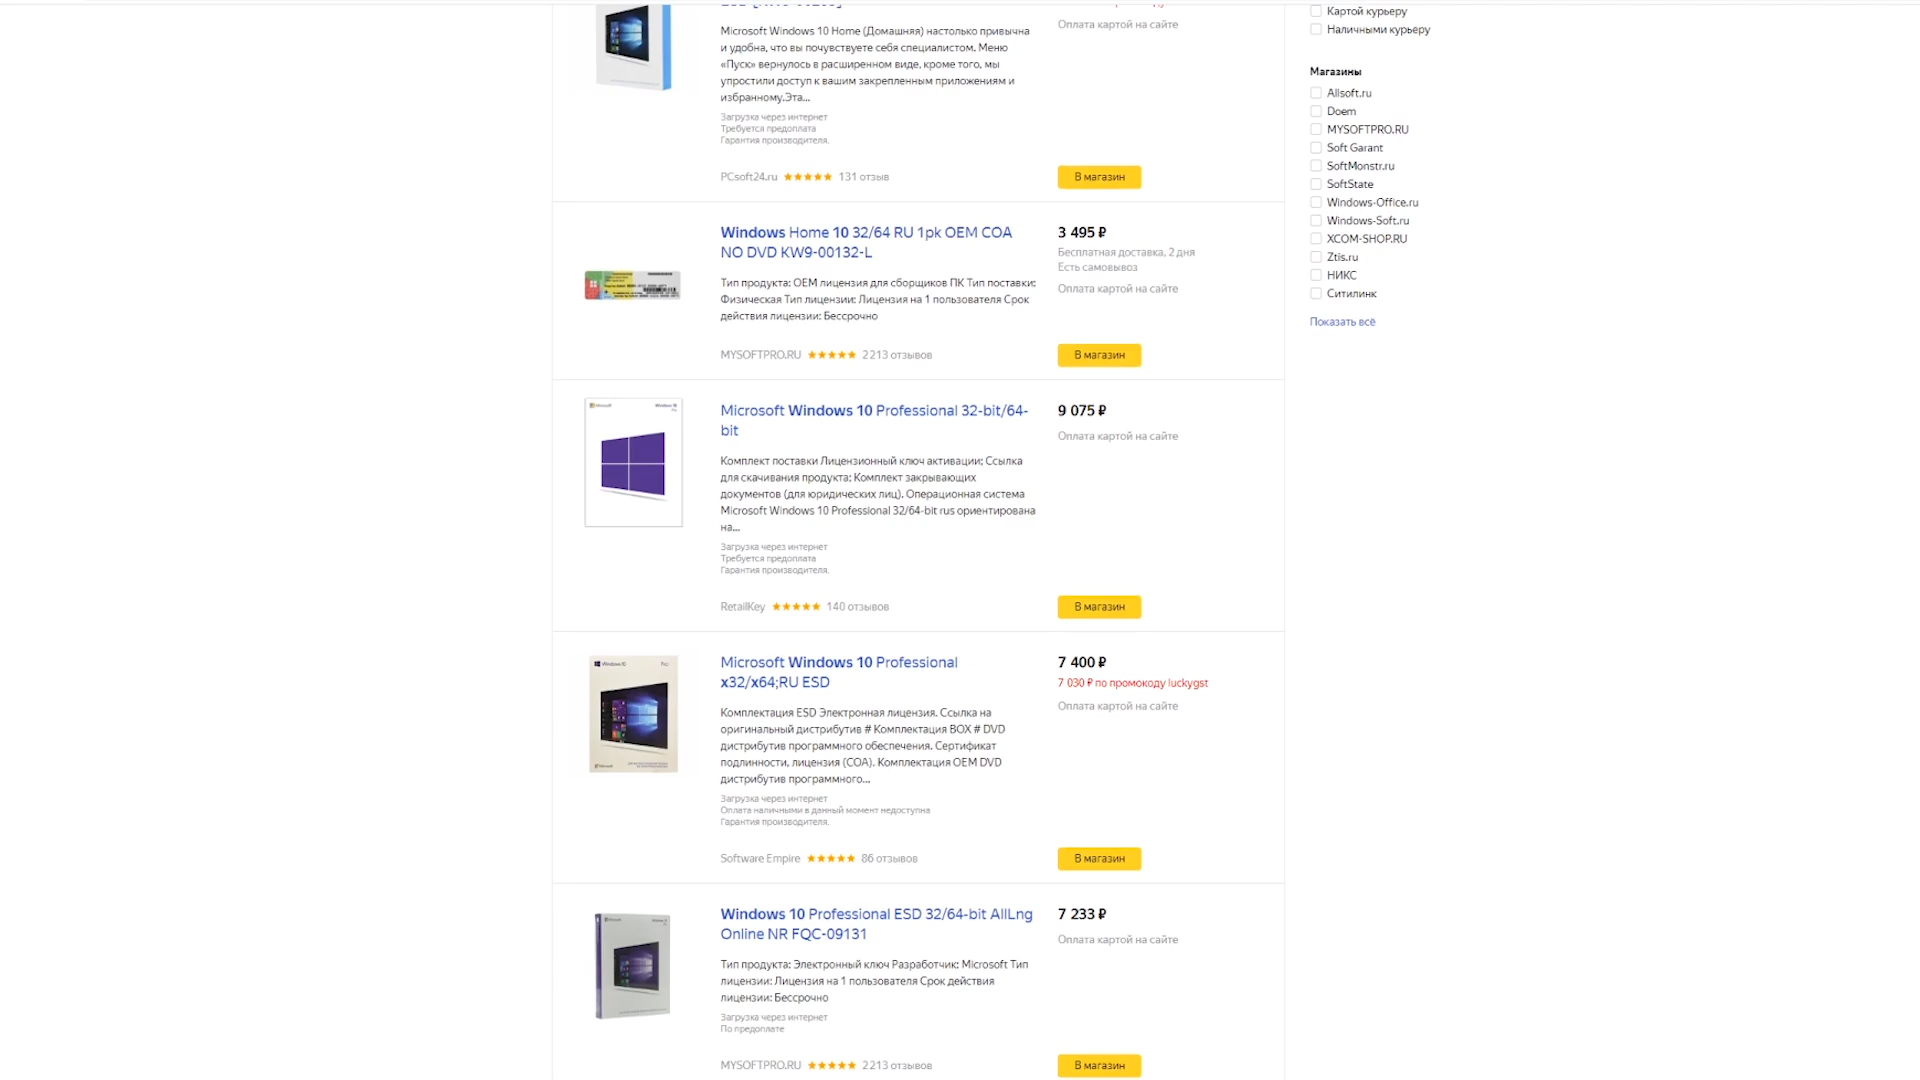 Microsoft Windows 10 Home (Домашняя) настолько привычна
и удобна, что вы почувствуете себя специалистом. Меню
«Пуск» вернулось в расширенном виде, кроме того, мы
упростили доступ к вашим закрепленным приложениям и
избранному.Эта...
Загрузка через интернет
Требуется предоплата
Гарантия производителя.
PCsoft24.ru 131 отзыв
Оплата картой на сайте
В магазин
Windows Home 10 32/64 RU 1pk OEM COA
NO DVD KW9-00132-L
Тип продукта: OEM лицензия для сборщиков ПК Тип поставки:
Физическая Тип лицензии: Лицензия на 1 пользователя Срок
действия лицензии: Бессрочно
MYSOFTPRO.RU 2 213 отзывов
3 495 ₽
Бесплатная доставка, 2 дня
Есть самовывоз
Оплата картой на сайте
В магазин
Microsoft Windows 10 Professional 32-bit/64-
bit
Комплект поставки Лицензионный ключ активации; Ссылка
для скачивания продукта; Комплект закрывающих
документов (для юридических лиц). Операционная система
Microsoft Windows 10 Professional 32/64-bit rus ориентирована
на...
Загрузка через интернет
Требуется предоплата
Гарантия производителя.
RetailKey 140 отзывов
9 075 ₽
Оплата картой на сайте
В магазин
Microsoft Windows 10 Professional
x32/x64;RU ESD
Комплектация ESD Электронная лицензия. Ссылка на
оригинальный дистрибутив # Комплектация BOX # DVD
дистрибутив программного обеспечения. Сертификат
подлинности, лицензия (COA). Комплектация OEM DVD
дистрибутив программного...
Загрузка через интернет
Оплата наличными в данный момент недоступна
Гарантия производителя.
Software Empire 86 отзывов
7 400 ₽
7 030 ₽ по промокоду luckygst
Оплата картой на сайте
В магазин
Windows 10 Professional ESD 32/64-bit AllLng
Online NR FQC-09131
Тип продукта: Электронный ключ Разработчик: Microsoft Тип
лицензии: Лицензия на 1 пользователя Срок действия
лицензии: Бессрочно
Загрузка через интернет
По предоплате
MYSOFTPRO.RU 2 213 отзывов
7 233 ₽
Оплата картой на сайте
В магазин
Картой курьеру
Наличными курьеру
Магазины
Allsoft.ru
Doem
MYSOFTPRO.RU
Soft Garant
SoftMonstr.ru
SoftState
Windows-Office.ru
Windows-Soft.ru
XCOM-SHOP.RU
Ztis.ru
НИКС
Ситилинк
Показать всё